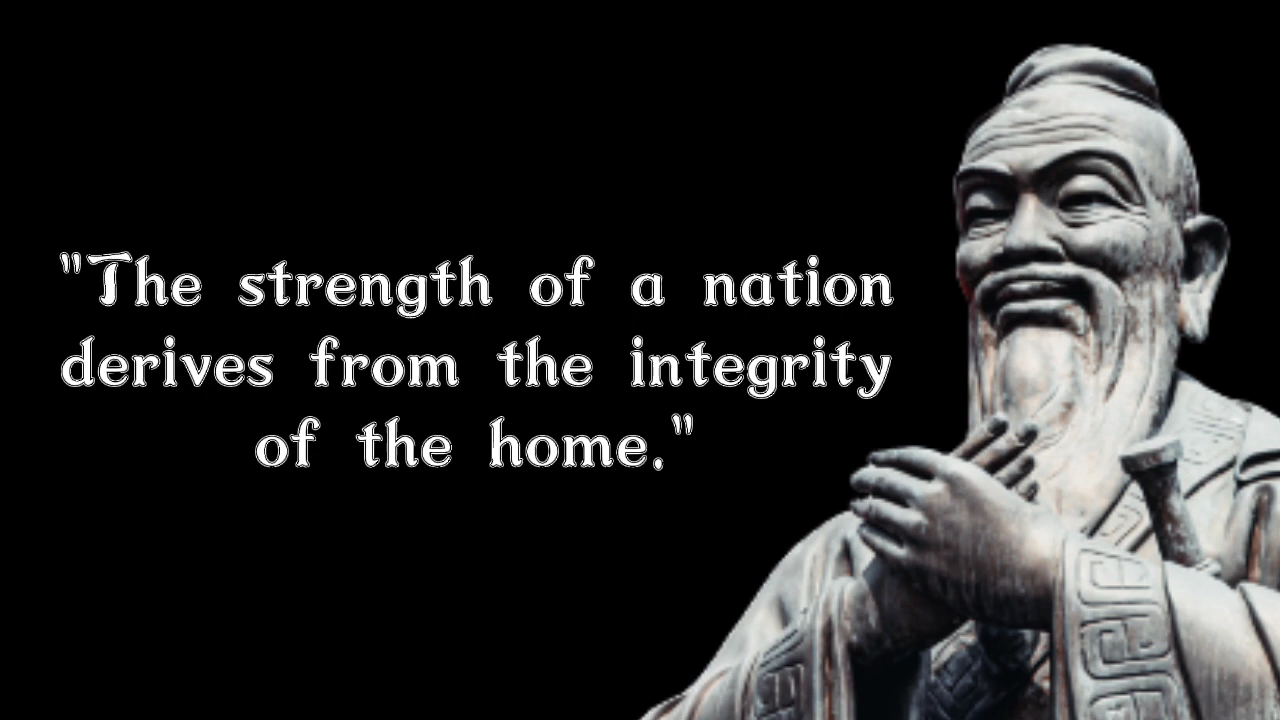 "The strength of a nation
derives from the integrity
of the home."